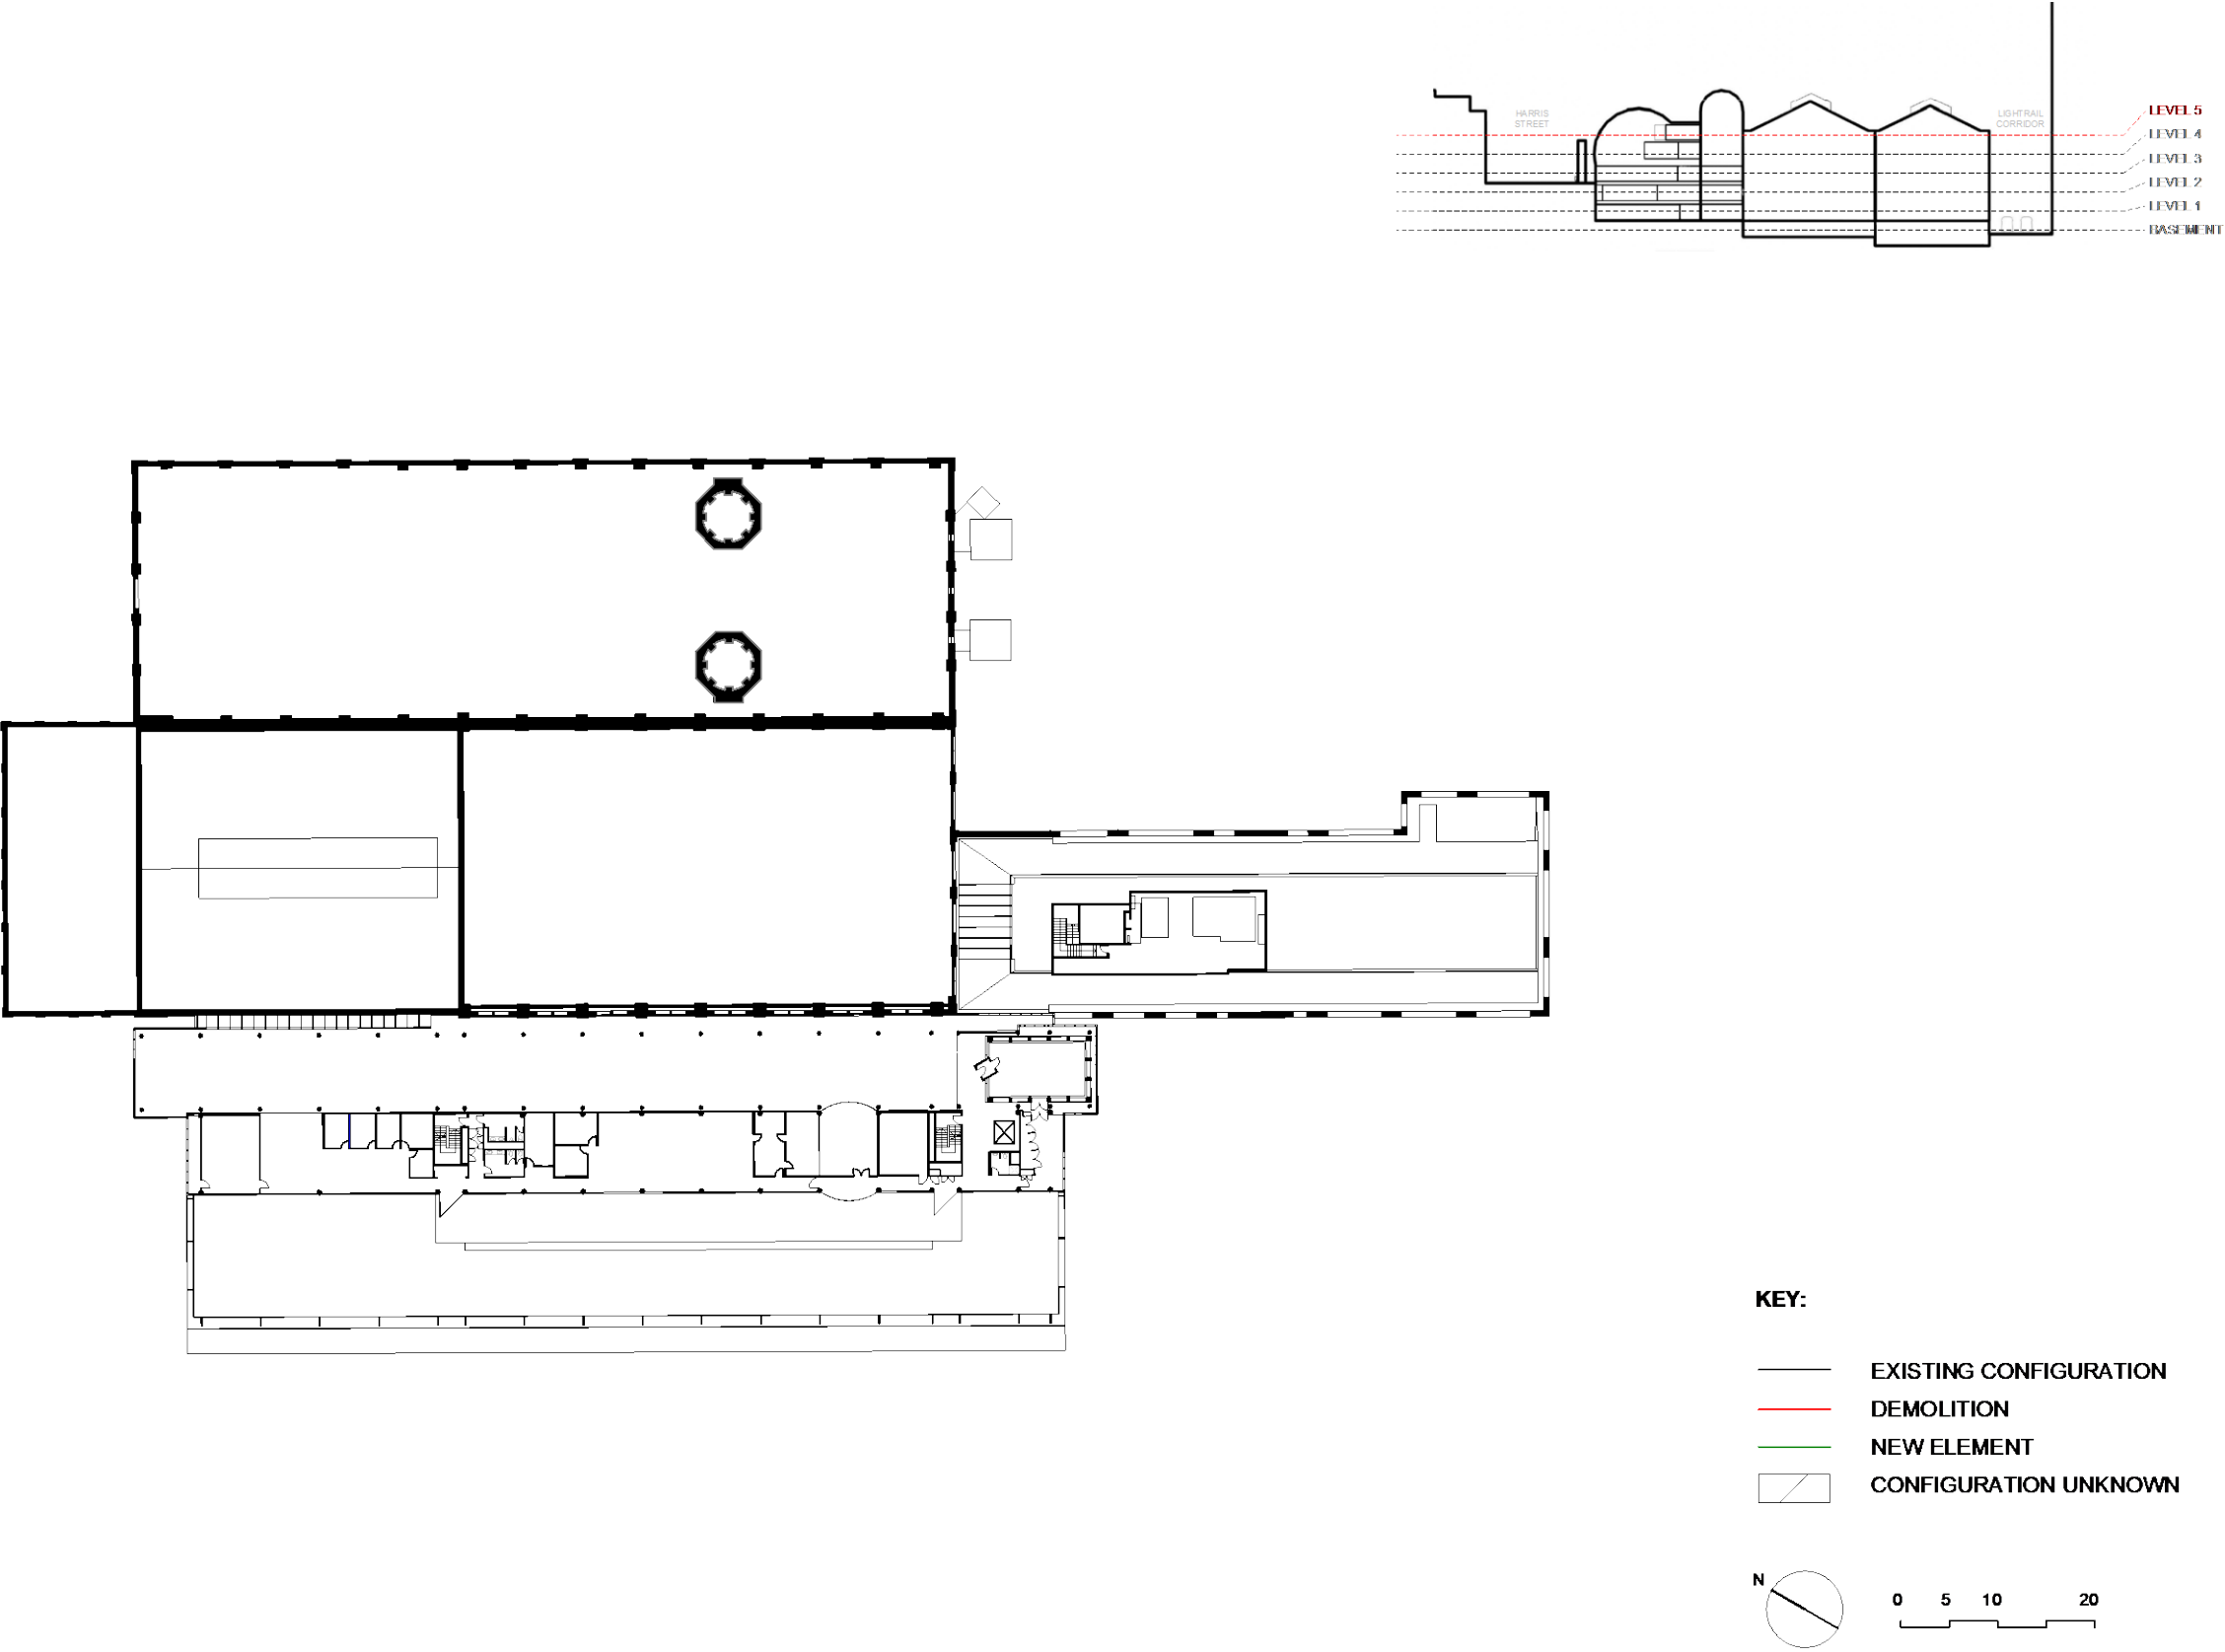 HARRIS
STREET
LIGHTRAIL
CORRIDOR
LEVEL 5
LEVEL 4
LEVEL 3
LEVEL 2
LEVEL 1
BASEMENT
KEY:
EXISTING CONFIGURATION
DEMOLITION
NEW ELEMENT
CONFIGURATION UNKNOWN
N
0 5 10 20